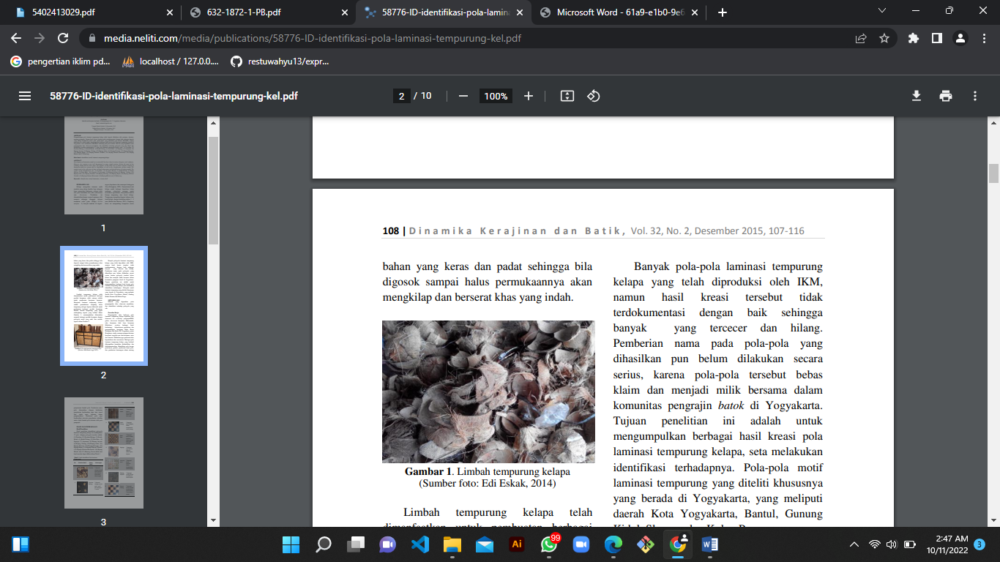 5402413029.pdf
632-1872-1-PB.pdf
58776-ID-identifikasi-pola-lamina
Microsoft Word - 61a9-e1b0-9e6
media.neliti.com/media/publications/58776-ID-identifikasi-pola-laminasi-tempurung-kel.pdf
pengertian iklim pd...
localhost / 127.0.0....
restuwahyu13/expr...
58776-ID-identifikasi-pola-laminasi-tempurung-kel.pdf
2 / 10
100%
1
2
3
108 | Dinamika Kerajinan dan Batik, Vol. 32, No. 2, Desember 2015, 107-116
bahan yang keras dan padat sehingga bila
digosok sampai halus permukaannya akan
mengkilap dan berserat khas yang indah.
Gambar 1. Limbah tempurung kelapa
(Sumber foto: Edi Eskak, 2014)
Limbah tempurung kelapa telah
dimanfaatkan untuk pembuatan berbagai
Banyak pola-pola laminasi tempurung
kelapa yang telah diproduksi oleh IKM,
namun hasil kreasi tersebut tidak
terdokumentasi dengan baik sehingga
banyak yang tercecer dan hilang.
Pemberian nama pada pola-pola yang
dihasilkan pun belum dilakukan secara
serius, karena pola-pola tersebut bebas
klaim dan menjadi milik bersama dalam
komunitas pengrajin batok di Yogyakarta.
Tujuan penelitian ini adalah untuk
mengumpulkan berbagai hasil kreasi pola
laminasi tempurung kelapa, seta melakukan
identifikasi terhadapnya. Pola-pola motif
laminasi tempurung yang diteliti khususnya
yang berada di Yogyakarta, yang meliputi
daerah Kota Yogyakarta, Bantul, Gunung
Ai
99
2:47 AM
10/11/2022
3